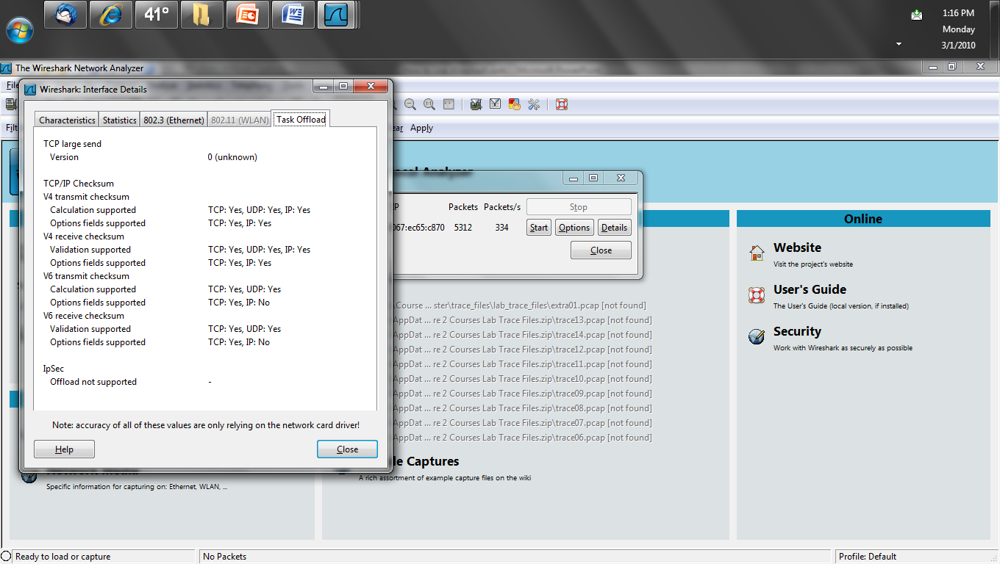 41°
1:16 PM
Monday
3/1/2010
The Wireshark Network Analyzer
Wireshark: Interface Details
Characteristics Statistics 802.3 (Ethernet) 802.11 (WLAN) Task Offload
Apply
TCP large send
Version 0 (unknown)
TCP/IP Checksum
V4 transmit checksum
Calculation supported TCP: Yes, UDP: Yes, IP: Yes
Options fields supported TCP: Yes, IP: Yes
V4 receive checksum
Validation supported TCP: Yes, UDP: Yes, IP: Yes
Options fields supported TCP: Yes, IP: Yes
V6 transmit checksum
Calculation supported TCP: Yes, UDP: Yes
Options fields supported TCP: Yes, IP: No
V6 receive checksum
Validation supported TCP: Yes, UDP: Yes
Options fields supported TCP: Yes, IP: No
IpSec
Offload not supported -
Note: accuracy of all of these values are only relying on the network card driver!
Help Close
IP Packets Packets/s Stop
067:ec65:c870 5312 334 Start Options Details
Close
\Course ... ster\trace_files\lab_trace_files\extra01.pcap [not found]
AppDat ... re 2 Courses Lab Trace Files.zip\trace13.pcap [not found]
AppDat ... re 2 Courses Lab Trace Files.zip\trace14.pcap [not found]
AppDat ... re 2 Courses Lab Trace Files.zip\trace12.pcap [not found]
AppDat ... re 2 Courses Lab Trace Files.zip\trace11.pcap [not found]
AppDat ... re 2 Courses Lab Trace Files.zip\trace10.pcap [not found]
AppDat ... re 2 Courses Lab Trace Files.zip\trace09.pcap [not found]
AppDat ... re 2 Courses Lab Trace Files.zip\trace08.pcap [not found]
AppDat ... re 2 Courses Lab Trace Files.zip\trace07.pcap [not found]
AppDat ... re 2 Courses Lab Trace Files.zip\trace06.pcap [not found]
le Captures
A rich assortment of example capture files on the wiki
Online
Website
Visit the project's website
User's Guide
The User's Guide (local version, if installed)
Security
Work with Wireshark as securely as possible
Network Media
Specific information for capturing on: Ethernet, WLAN, ...
Ready to load or capture No Packets Profile: Default